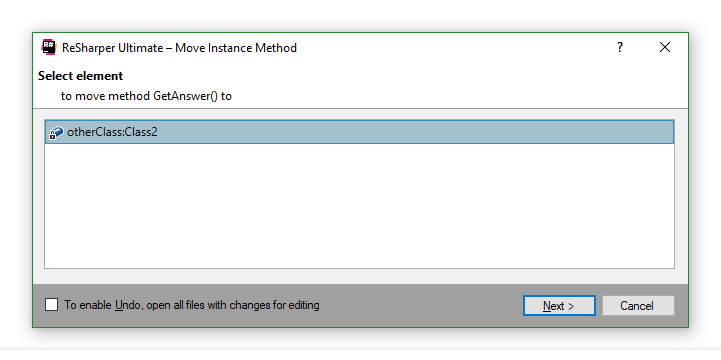 R#
ReSharper Ultimate – Move Instance Method
?
Select element
to move method GetAnswer() to
otherClass:Class2
To enable Undo, open all files with changes for editing
Next >
Cancel